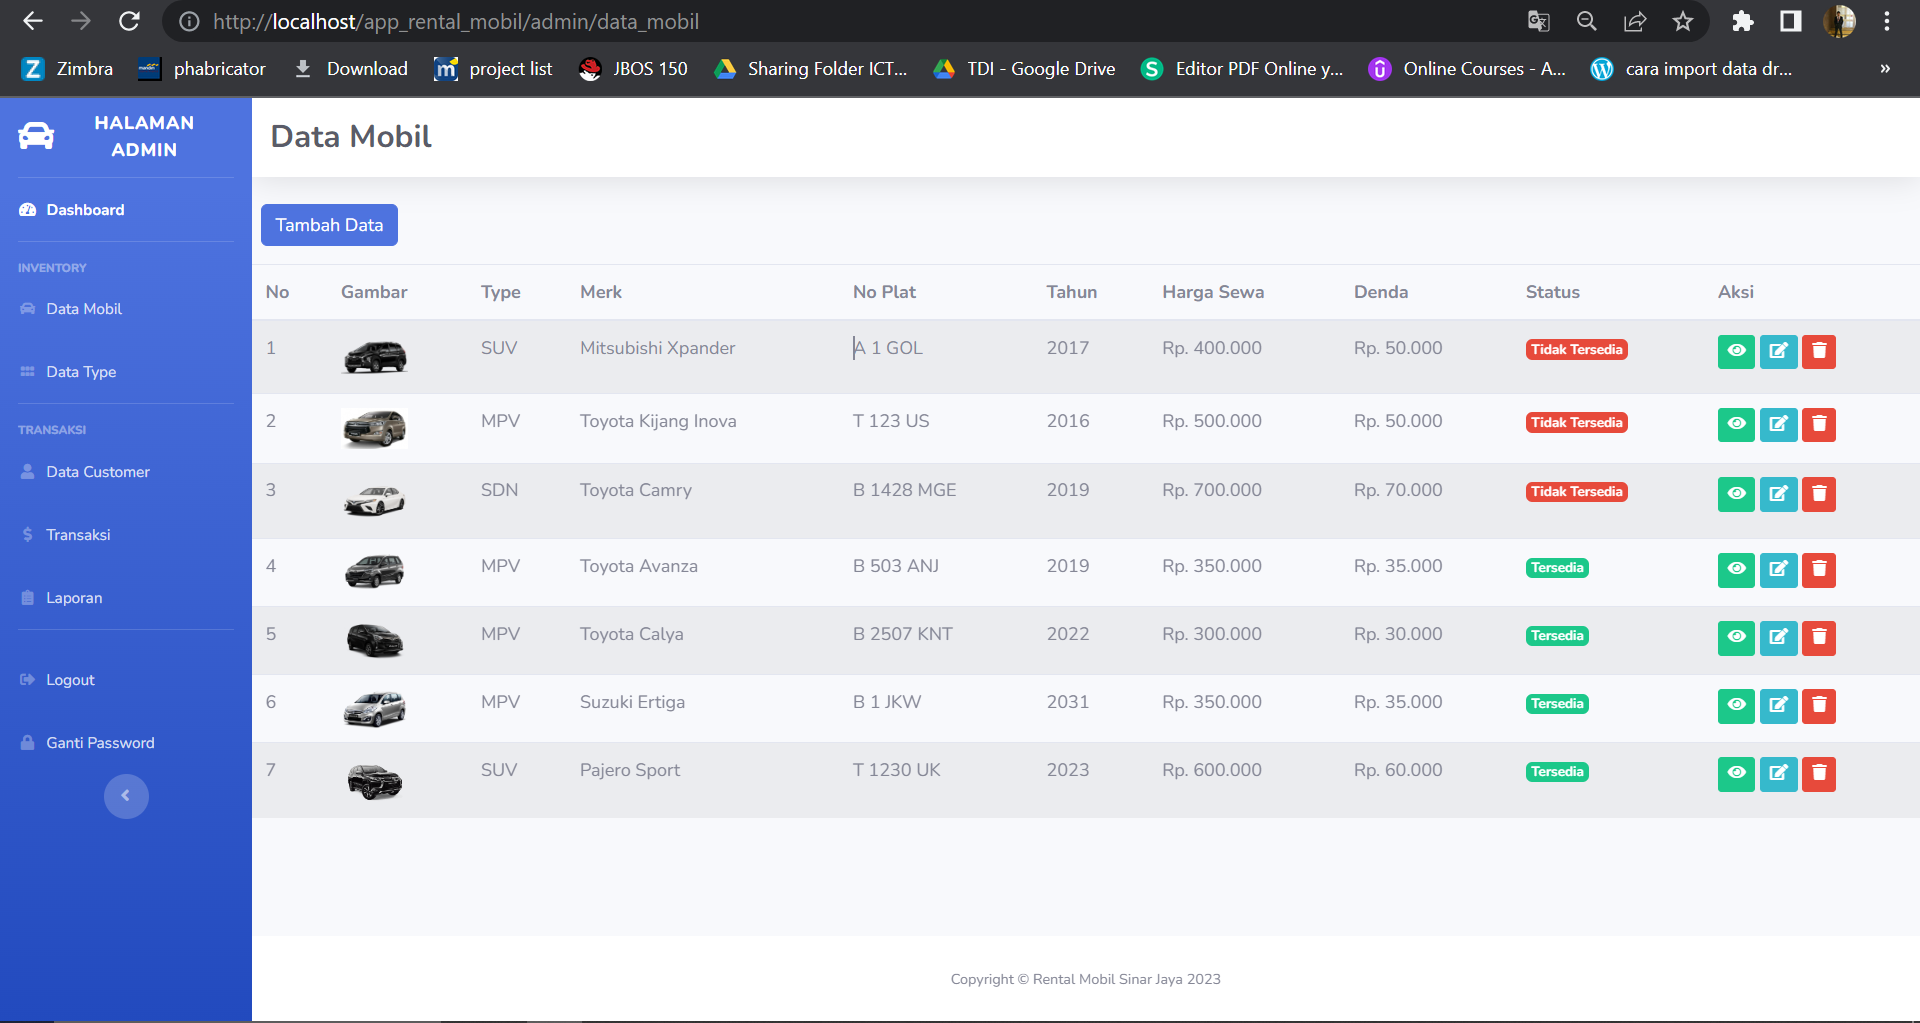 http://localhost/app_rental_mobil/admin/data_mobil
Zimbra phabricator Download project list JBOS 150 Sharing Folder ICT... TDI - Google Drive Editor PDF Online y... Online Courses - A... cara import data dr... »
HALAMAN
ADMIN
Dashboard
INVENTORY
Data Mobil
Data Type
TRANSAKSI
Data Customer
Transaksi
Laporan
Logout
Ganti Password
Data Mobil
Tambah Data
No Gambar Type Merk No Plat Tahun Harga Sewa Denda Status Aksi
1 SUV Mitsubishi Xpander A 1 GOL 2017 Rp. 400.000 Rp. 50.000 Tidak Tersedia
2 MPV Toyota Kijang Inova T 123 US 2016 Rp. 500.000 Rp. 50.000 Tidak Tersedia
3 SDN Toyota Camry B 1428 MGE 2019 Rp. 700.000 Rp. 70.000 Tidak Tersedia
4 MPV Toyota Avanza B 503 ANJ 2019 Rp. 350.000 Rp. 35.000 Tersedia
5 MPV Toyota Calya B 2507 KNT 2022 Rp. 300.000 Rp. 30.000 Tersedia
6 MPV Suzuki Ertiga B 1 JKW 2031 Rp. 350.000 Rp. 35.000 Tersedia
7 SUV Pajero Sport T 1230 UK 2023 Rp. 600.000 Rp. 60.000 Tersedia
Copyright © Rental Mobil Sinar Jaya 2023